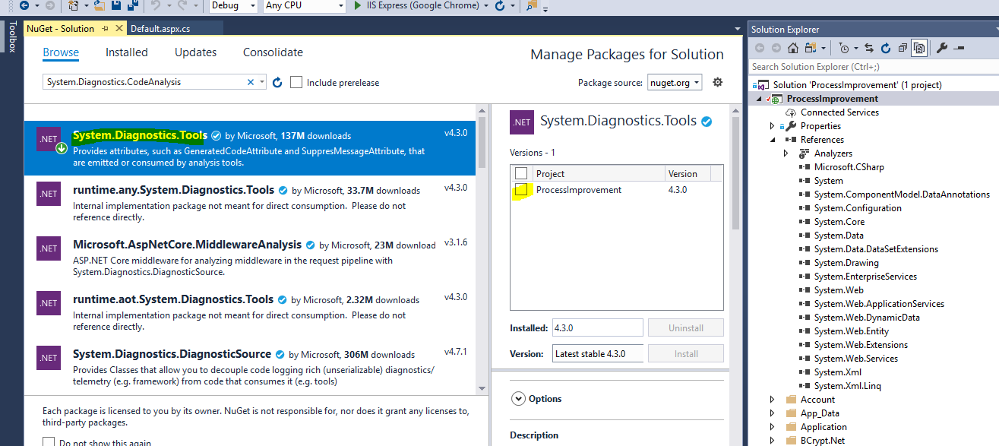 Debug
Any CPU
IIS Express (Google Chrome)
Toolbox
NuGet - Solution
Default.aspx.cs
Browse
Installed
Updates
Consolidate
Manage Packages for Solution
System.Diagnostics.CodeAnalysis
Include prerelease
Package source:
nuget.org
.NET
System.Diagnostics.Tools by Microsoft, 137M downloads
v4.3.0
Provides attributes, such as GeneratedCodeAttribute and SuppresMessageAttribute, that
are emitted or consumed by analysis tools.
.NET
runtime.any.System.Diagnostics.Tools by Microsoft, 33.7M downloads
v4.3.0
Internal implementation package not meant for direct consumption. Please do not
reference directly.
.NET
Microsoft.AspNetCore.MiddlewareAnalysis by Microsoft, 23M download
v3.1.6
ASP.NET Core middleware for analyzing middleware in the request pipeline with
System.Diagnostics.DiagnosticSource.
.NET
runtime.aot.System.Diagnostics.Tools by Microsoft, 2.32M downloads
v4.3.0
Internal implementation package not meant for direct consumption. Please do not
reference directly.
.NET
System.Diagnostics.DiagnosticSource by Microsoft, 306M downloads
v4.7.1
Provides Classes that allow you to decouple code logging rich (unserializable) diagnostics/
telemetry (e.g. framework) from code that consumes it (e.g. tools)
Each package is licensed to you by its owner. NuGet is not responsible for, nor does it grant any licenses to,
third-party packages.
Do not show this again
.NET
System.Diagnostics.Tools
Versions - 1
Project
Version
ProcessImprovement
4.3.0
Installed:
4.3.0
Uninstall
Version:
Latest stable 4.3.0
Install
Options
Description
Solution Explorer
Search Solution Explorer (Ctrl+;)
Solution 'ProcessImprovement' (1 project)
ProcessImprovement
Connected Services
Properties
References
Analyzers
Microsoft.CSharp
System
System.ComponentModel.DataAnnotations
System.Configuration
System.Core
System.Data
System.Data.DataSetExtensions
System.Drawing
System.EnterpriseServices
System.Web
System.Web.ApplicationServices
System.Web.DynamicData
System.Web.Entity
System.Web.Extensions
System.Web.Services
System.Xml
System.Xml.Linq
Account
App_Data
Application
BCrypt.Net